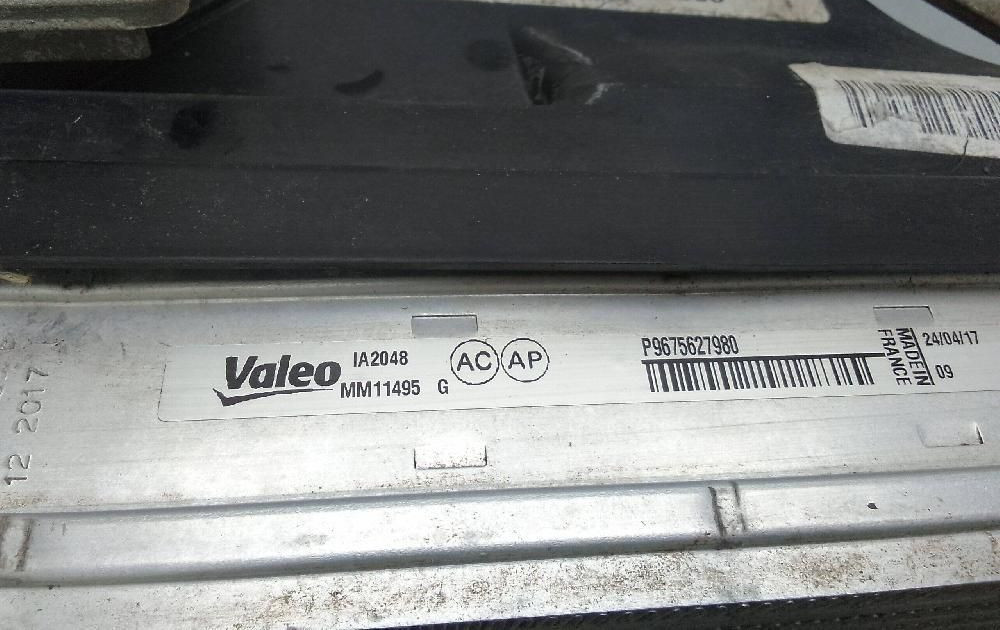 Valeo
IA2048
MM11495 G
AC
AP
P9675627980
MADE IN
FRANCE
24/04/17
09
12 2017